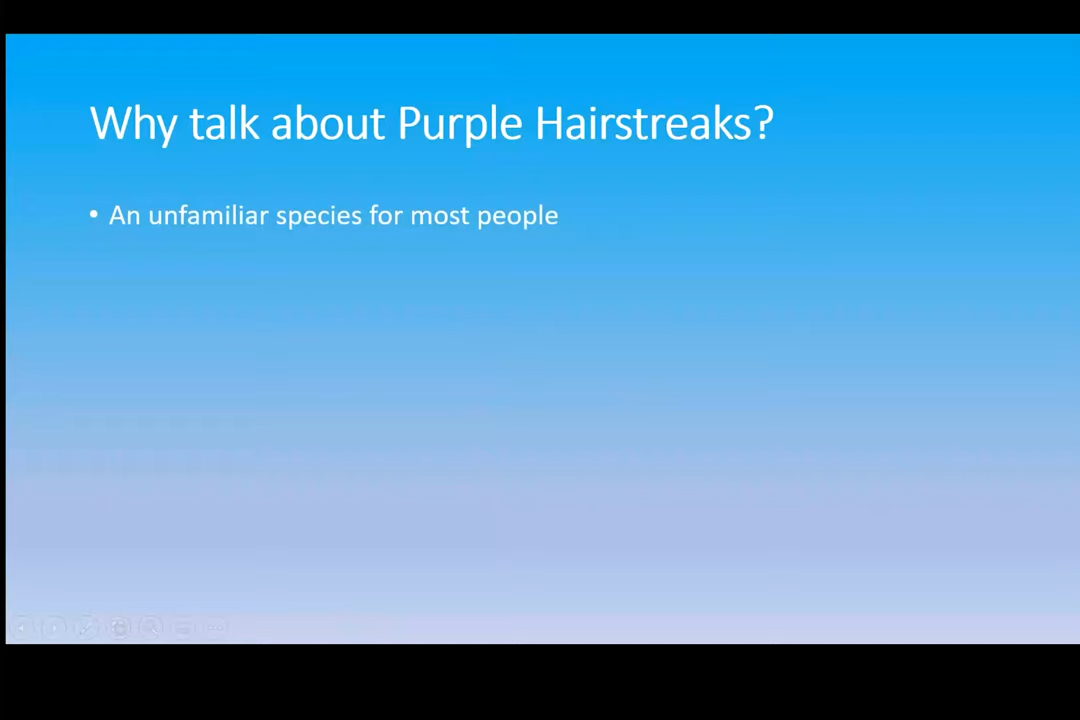 Why talk about Purple Hairstreaks?
• An unfamiliar species for most people